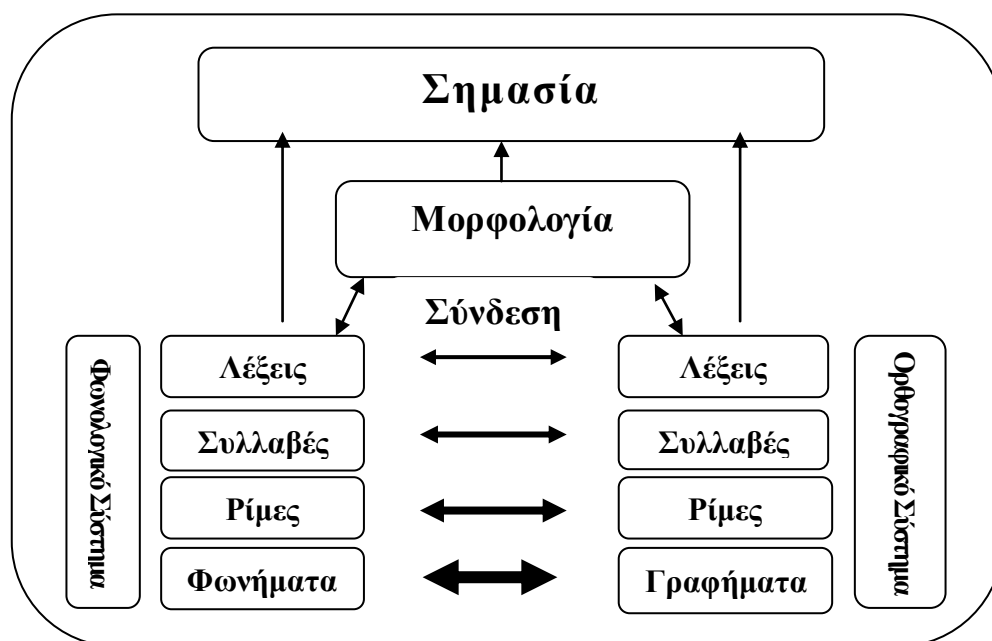 Σημασία
Μορφολογία
Σύνδεση
Φωνολογικό Σύστημα
Λέξεις
Λέξεις
Ορθογραφικό Σύστημα
Συλλαβές
Συλλαβές
Ρίμες
Ρίμες
Φωνήματα
Γραφήματα